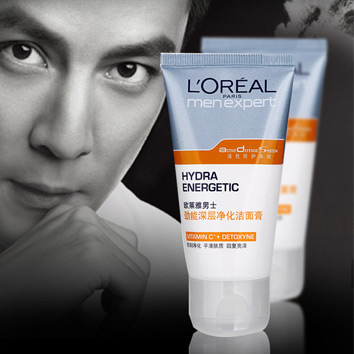 L'ORÉAL
PARIS
men expert
HYDRA
ENERGETIC
欧莱雅男士
劲能深层净化洁面膏
VITAMIN C* + DETOXYNE